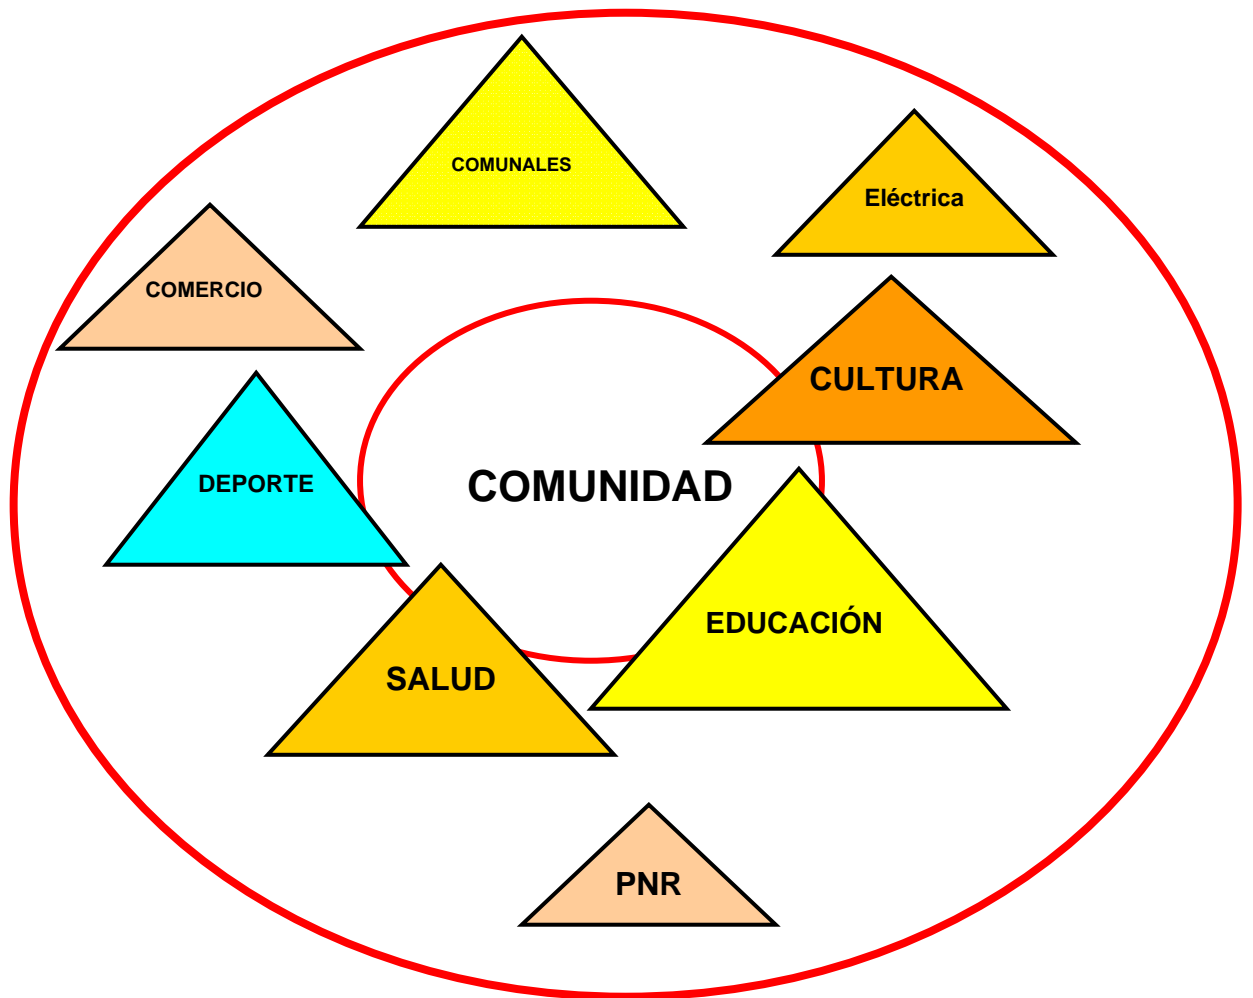 COMUNALES
Eléctrica
COMERCIO
CULTURA
DEPORTE
COMUNIDAD
EDUCACIÓN
SALUD
PNR